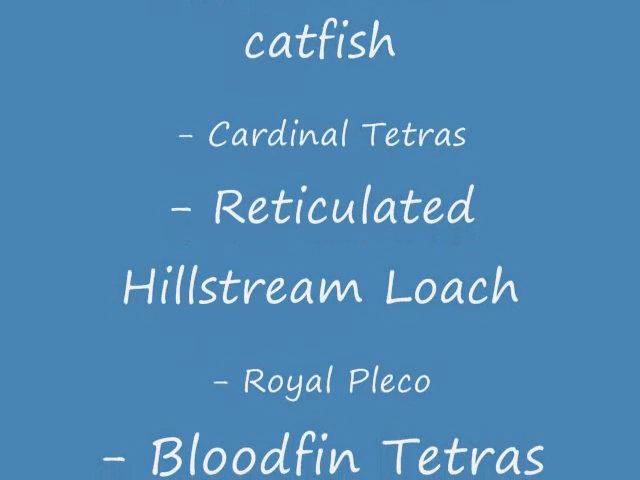 catfish
- Cardinal Tetras
- Reticulated
Hillstream Loach
- Royal Pleco
- Bloodfin Tetras